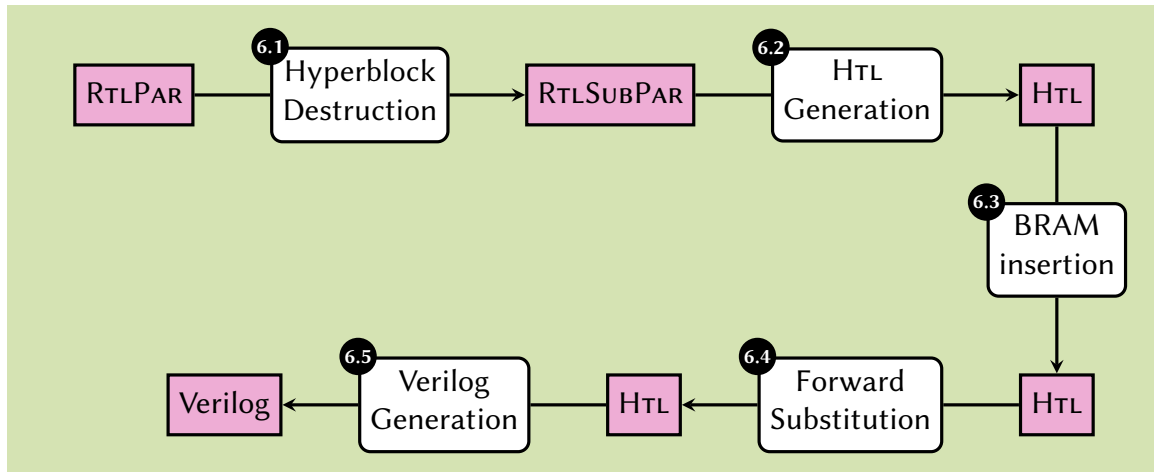 6.1
6.2
RTLPAR
Hyperblock
Destruction
RTLSUBPAR
HTL
Generation
HTL
6.3
BRAM
insertion
6.5
6.4
Verilog
Verilog
Generation
HTL
Forward
Substitution
HTL